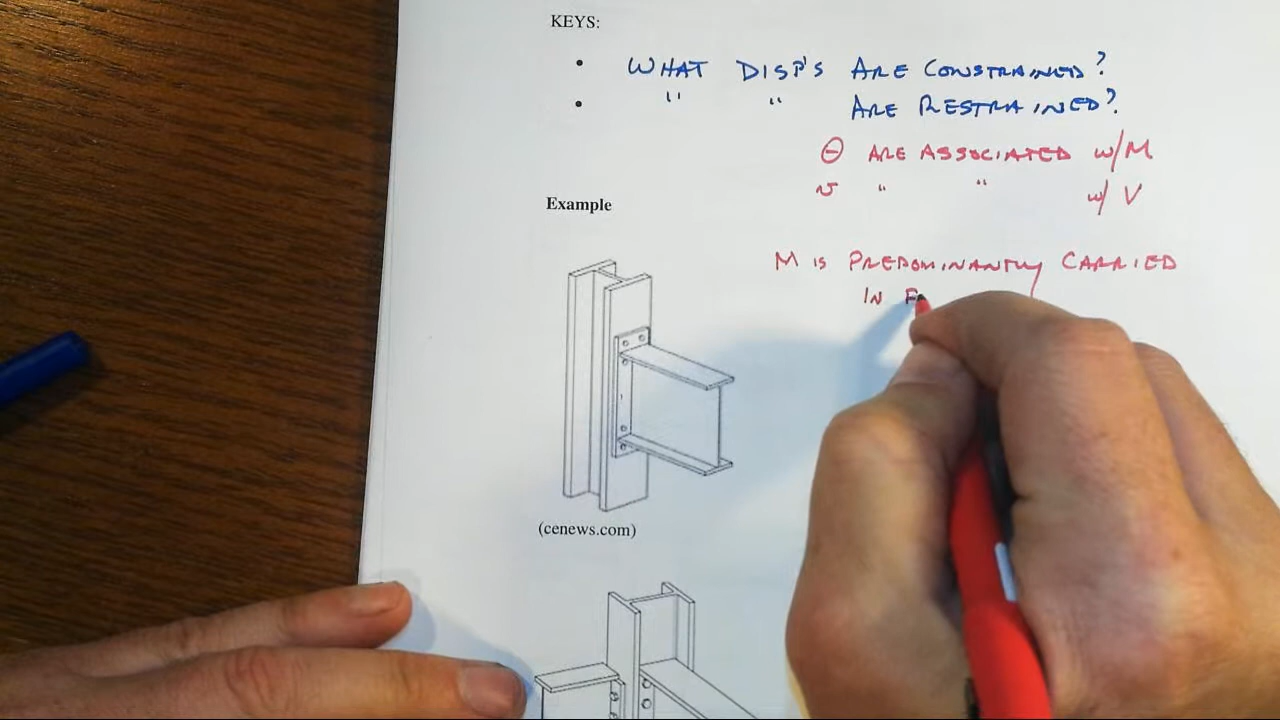 KEYS:
• WHAT DISP'S ARE CONSTRAINED?
• " " ARE RESTRAINED?
θ ARE ASSOCIATED W/M
v " " w/ V
Example
M IS PREDOMINANTLY CARRIED
IN F
(cenews.com)